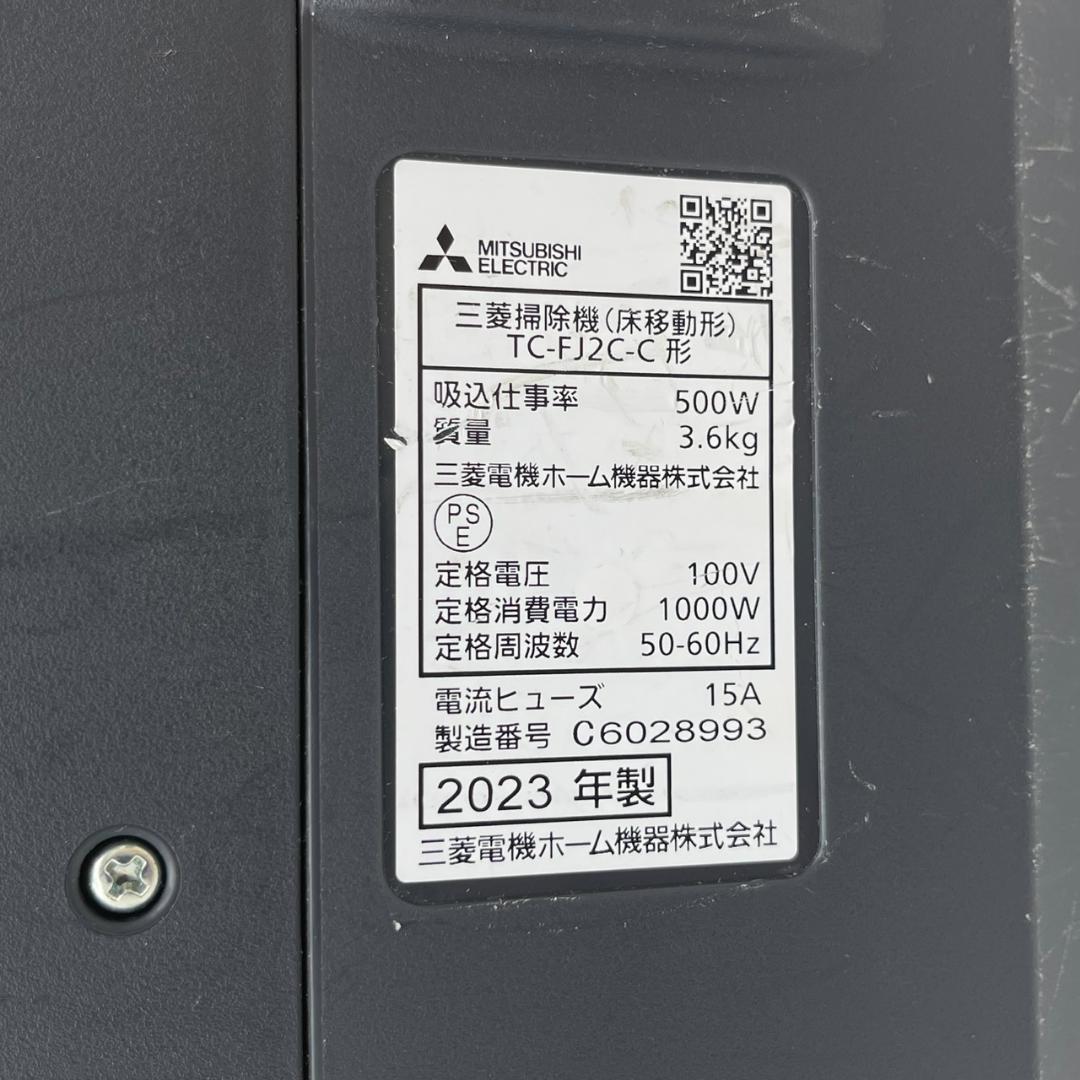 MITSUBISHI
ELECTRIC
三菱掃除機(床移動形)
TC-FJ2C-C 形
吸込仕事率 500W
質量 3.6kg
三菱電機ホーム機器株式会社
PS
E
定格電圧 100V
定格消費電力 1000W
定格周波数 50-60Hz
電流ヒューズ 15A
製造番号 C6028993
2023 年製
三菱電機ホーム機器株式会社